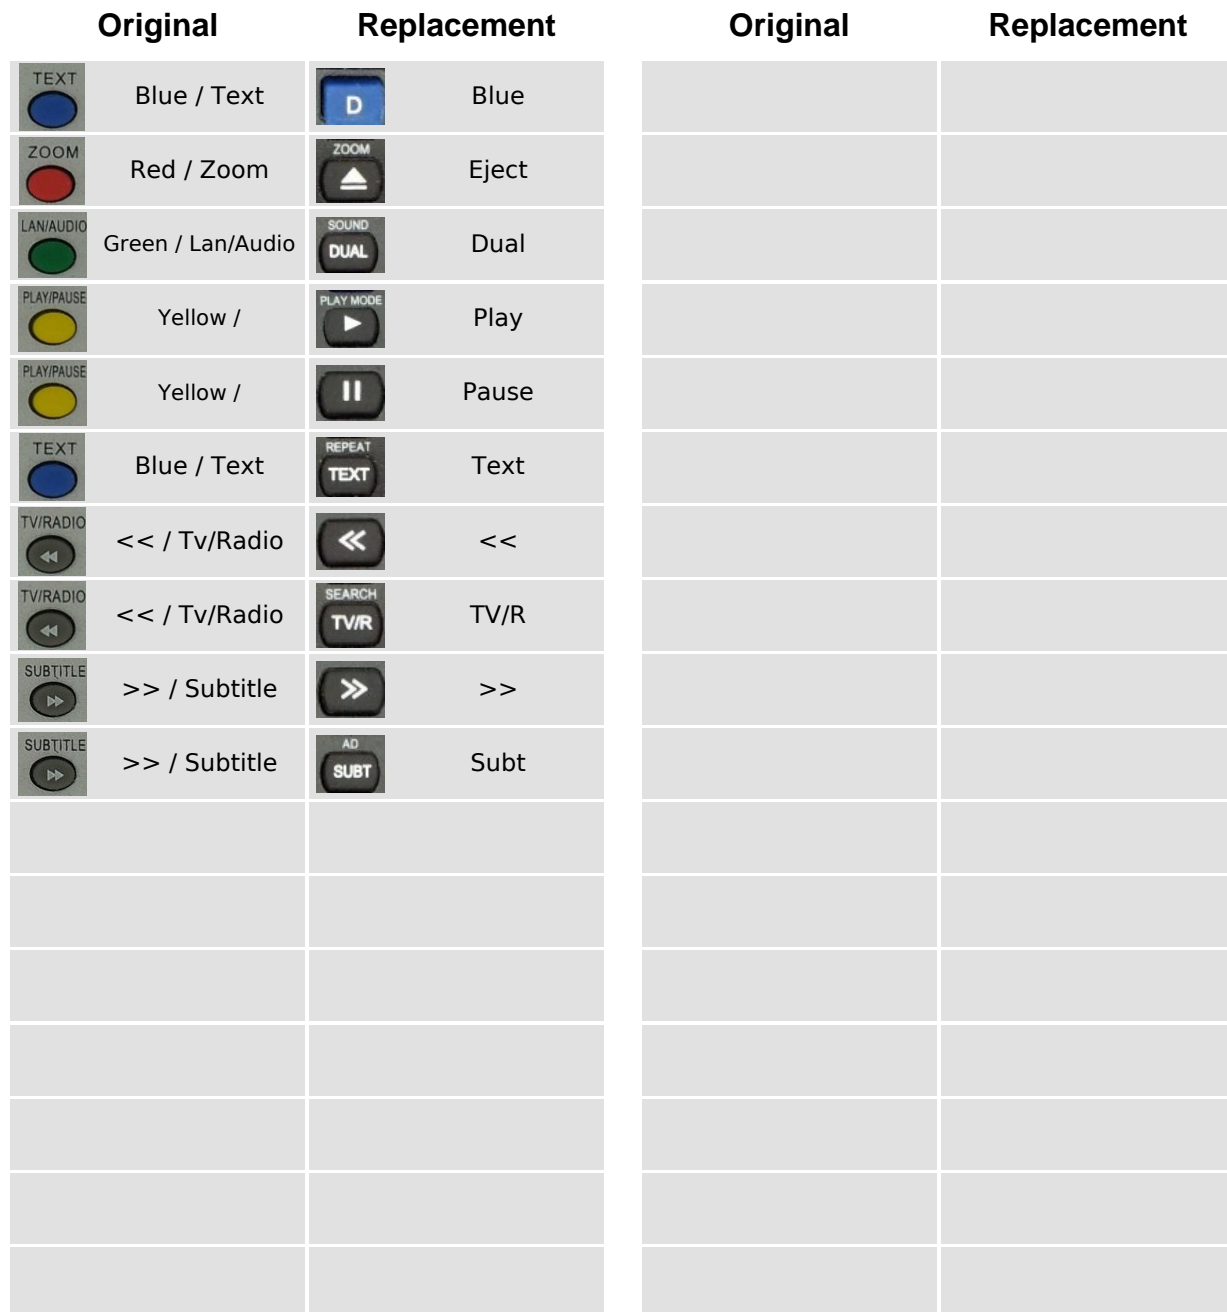 Original Replacement Original Replacement
TEXT Blue / Text D Blue
ZOOM Red / Zoom ZOOM Eject
LAN/AUDIO Green / Lan/Audio SOUND DUAL Dual
PLAY/PAUSE Yellow / PLAY MODE Play
PLAY/PAUSE Yellow / Pause
TEXT Blue / Text REPEAT TEXT Text
TV/RADIO << / Tv/Radio <<
TV/RADIO << / Tv/Radio SEARCH TV/R TV/R
SUBTITLE >> / Subtitle >>
SUBTITLE >> / Subtitle AD SUBT Subt